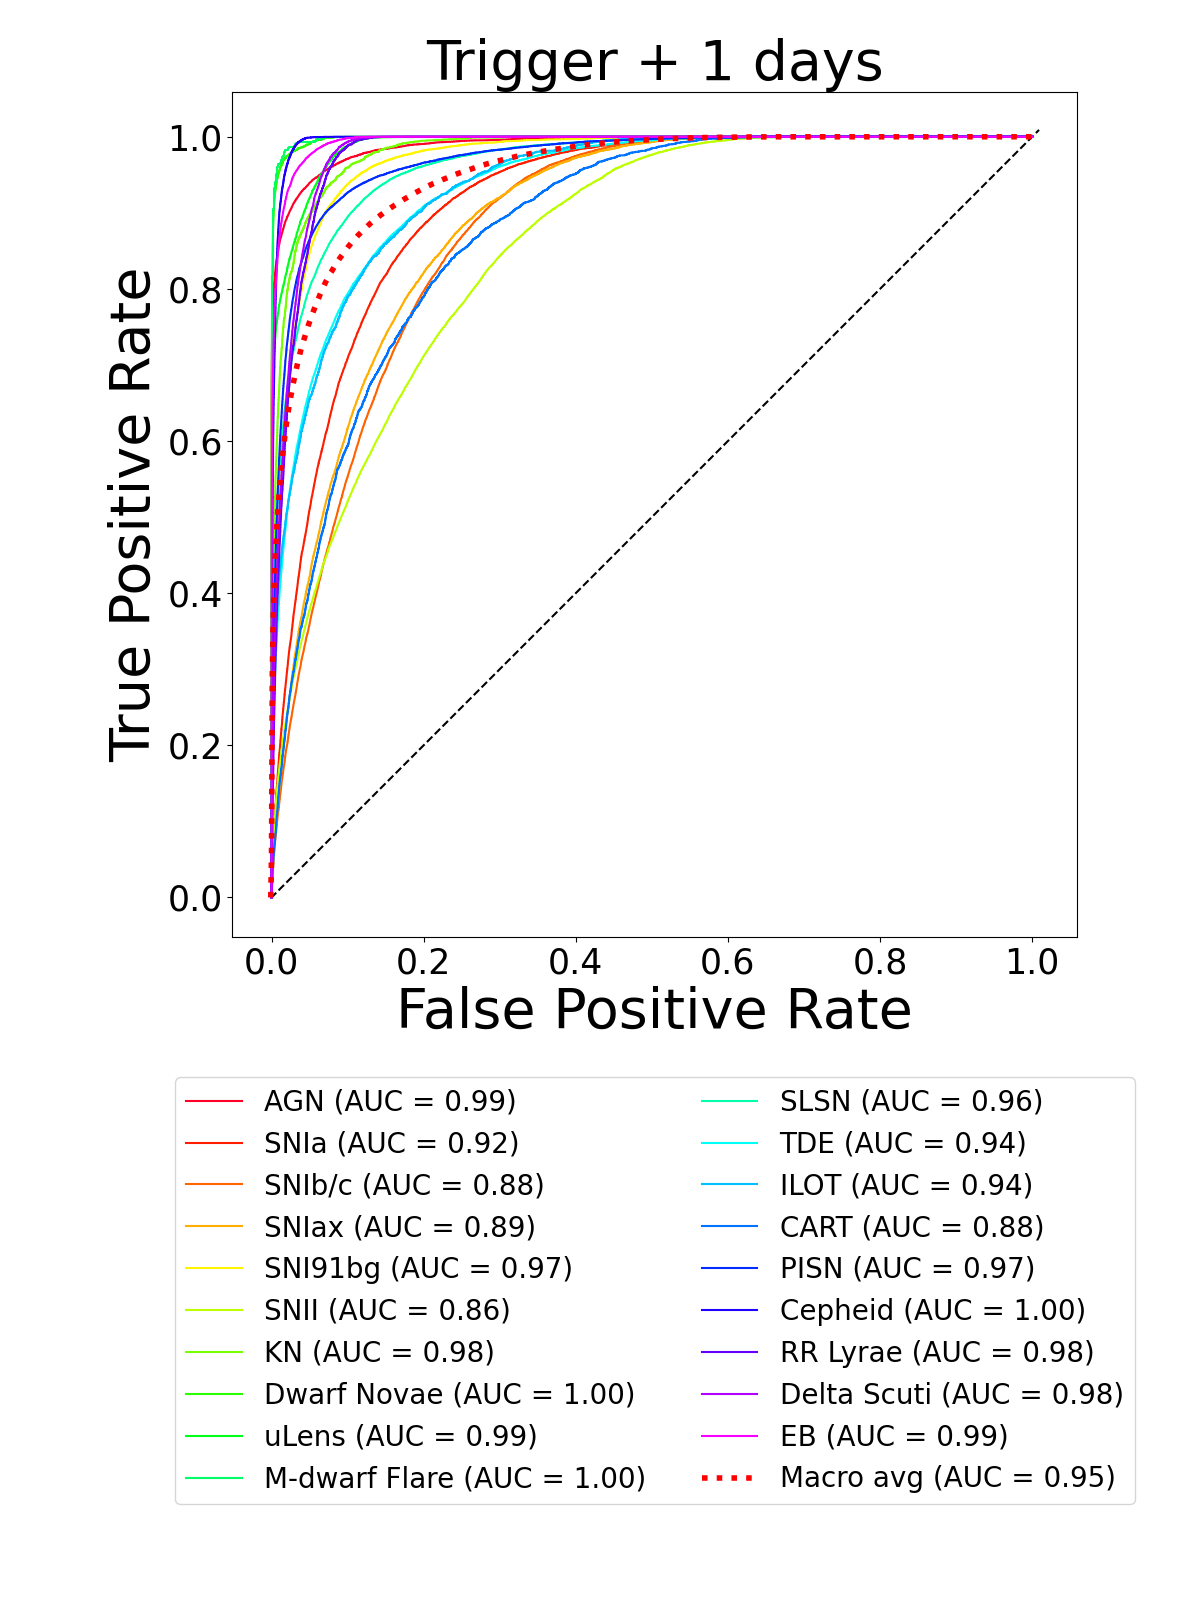 Trigger + 1 days
True Positive Rate
1.0
0.8
0.6
0.4
0.2
0.0
0.0 0.2 0.4 0.6 0.8 1.0
False Positive Rate
AGN (AUC = 0.99)
SNIa (AUC = 0.92)
SNIb/c (AUC = 0.88)
SNIax (AUC = 0.89)
SNI91bg (AUC = 0.97)
SNII (AUC = 0.86)
KN (AUC = 0.98)
Dwarf Novae (AUC = 1.00)
uLens (AUC = 0.99)
M-dwarf Flare (AUC = 1.00)
SLSN (AUC = 0.96)
TDE (AUC = 0.94)
ILOT (AUC = 0.94)
CART (AUC = 0.88)
PISN (AUC = 0.97)
Cepheid (AUC = 1.00)
RR Lyrae (AUC = 0.98)
Delta Scuti (AUC = 0.98)
EB (AUC = 0.99)
Macro avg (AUC = 0.95)